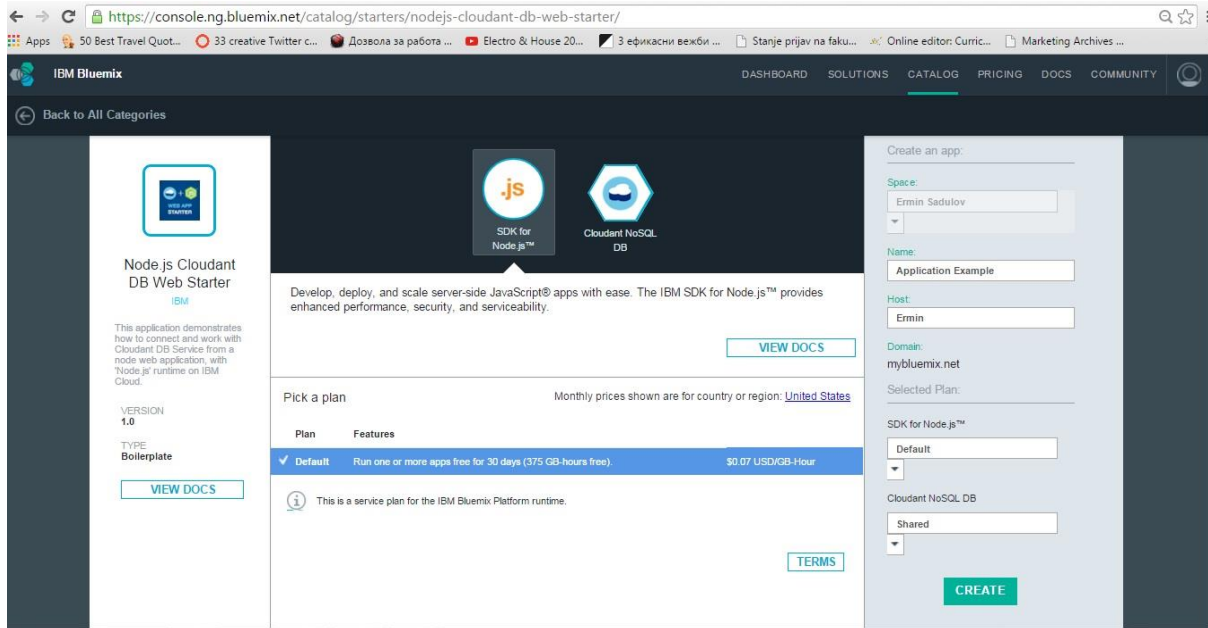 https://console.ng.bluemix.net/catalog/starters/nodejs-cloudant-db-web-starter/
Apps 50 Best Travel Quot... 33 creative Twitter c... Дозвола за работа ... Electro & House 20... 3 ефикасни вежби ... Stanje prijav na faku... Online editor: Curric... Marketing Archives ...
IBM Bluemix DASHBOARD SOLUTIONS CATALOG PRICING DOCS COMMUNITY
Back to All Categories
WEB APP
STARTER
Node.js Cloudant
DB Web Starter
IBM
This application demonstrates
how to connect and work with
Cloudant DB Service from a
node web application, with
'Node.js' runtime on IBM
Cloud.
VERSION
1.0
TYPE
Boilerplate
VIEW DOCS
.js
SDK for
Node.js™
Cloudant NoSQL
DB
Develop, deploy, and scale server-side JavaScript® apps with ease. The IBM SDK for Node.js™ provides
enhanced performance, security, and serviceability.
VIEW DOCS
Pick a plan Monthly prices shown are for country or region: United States
Plan Features
Default Run one or more apps free for 30 days (375 GB-hours free). $0.07 USD/GB-Hour
This is a service plan for the IBM Bluemix Platform runtime.
TERMS
Create an app:
Space:
Ermin Sadulov
Name:
Application Example
Host:
Ermin
Domain:
mybluemix.net
Selected Plan:
SDK for Node.js™
Default
Cloudant NoSQL DB
Shared
CREATE